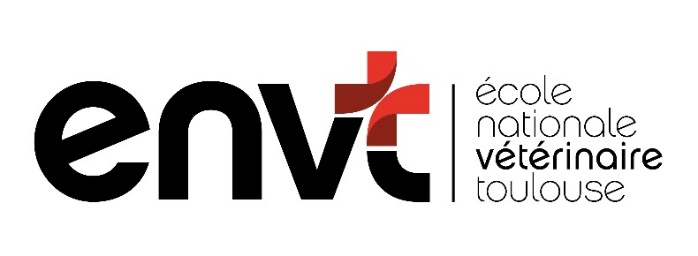 envt
école
nationale
vétérinaire
toulouse